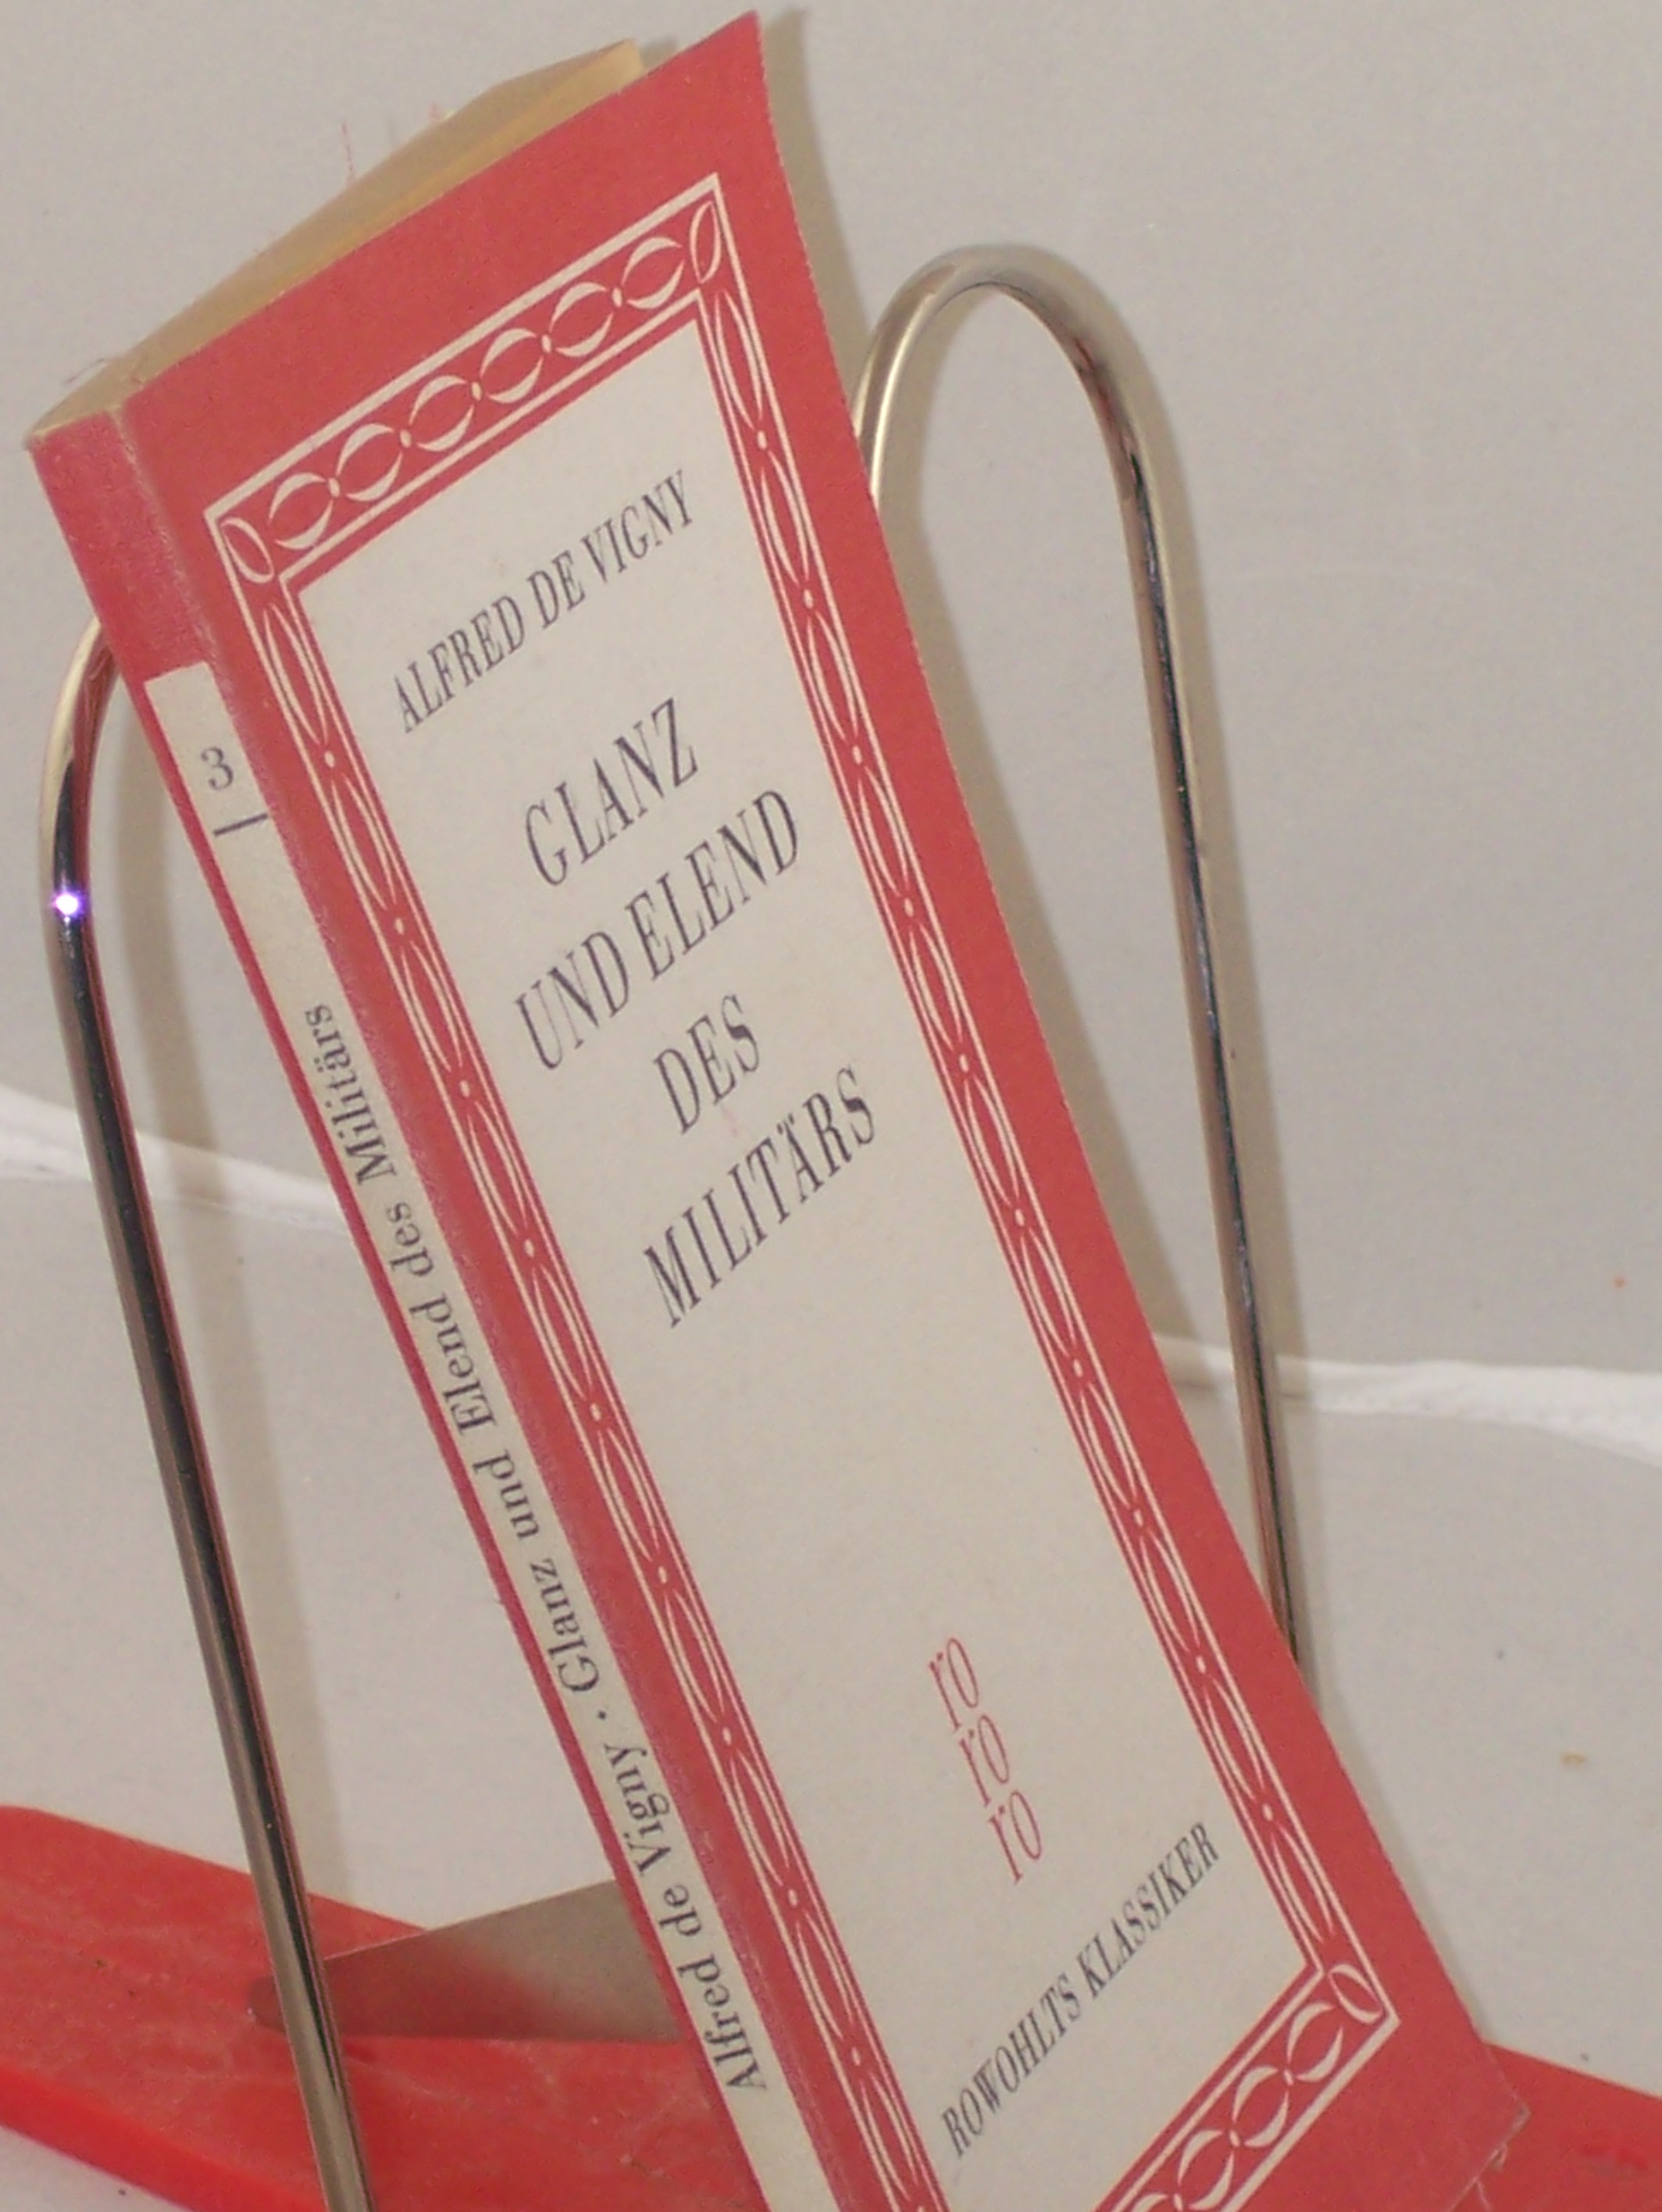 ALFRED DE VIGNY
GLANZ
UND ELEND
DES
MILITÄRS
ro
ro
ro
ROWOHLTS KLASSIKER
3
Alfred de Vigny · Glanz und Elend des Militärs